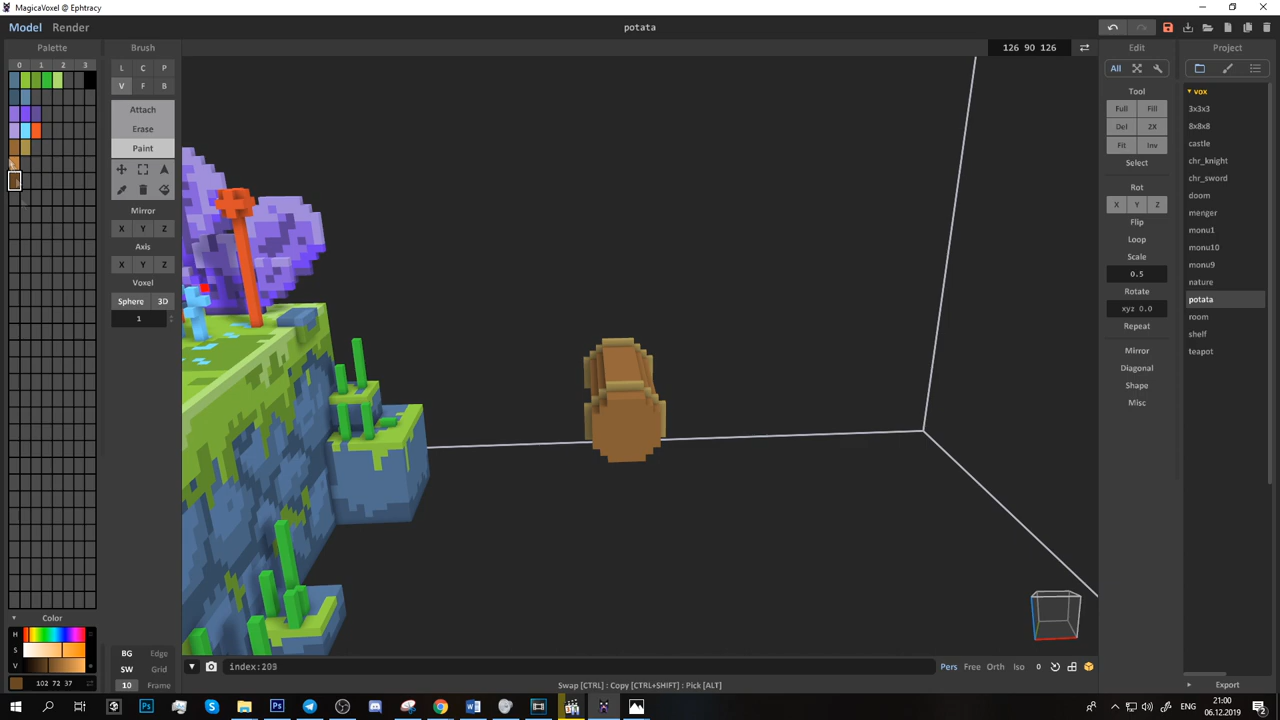 MagicaVoxel @ Ephtracy
Model Render
potata
Palette
Brush
126 90 126
Edit
Project
0 1 2 3
L C P
V F B
Attach
Erase
Paint
Mirror
X Y Z
Axis
X Y Z
Voxel
Sphere 3D
1
All
Tool
Full Fill
Del 2X
Fit Inv
Select
Rot
X Y Z
Flip
Loop
Scale
0.5
Rotate
xyz 0.0
Repeat
Mirror
Diagonal
Shape
Misc
vox
3x3x3
8x8x8
castle
chr_knight
chr_sword
doom
menger
monu1
monu10
monu9
nature
potata
room
shelf
teapot
Color
H
S
V
102 72 37
BG Edge
SW Grid
10 Frame
index:209
Pers Free Orth Iso 0
Swap [CTRL] : Copy [CTRL+SHIFT] : Pick [ALT]
Export
ENG
21:00
06.12.2019